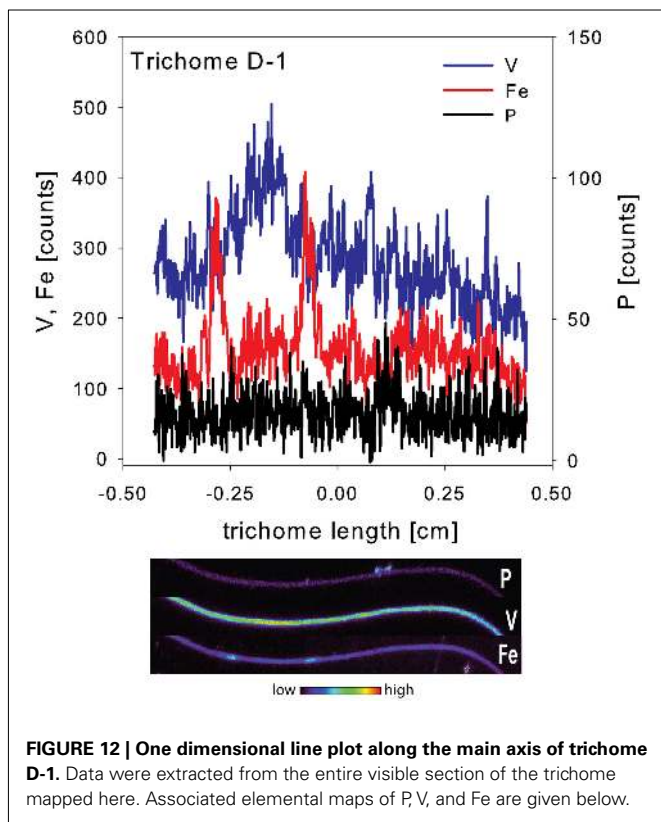 Trichome D-1
V
Fe
P
600
500
400
300
200
100
0
V, Fe [counts]
150
100
50
0
P [counts]
-0.50 -0.25 0.00 0.25 0.50
trichome length [cm]
P
V
Fe
low high
FIGURE 12 | One dimensional line plot along the main axis of trichome
D-1. Data were extracted from the entire visible section of the trichome
mapped here. Associated elemental maps of P, V, and Fe are given below.